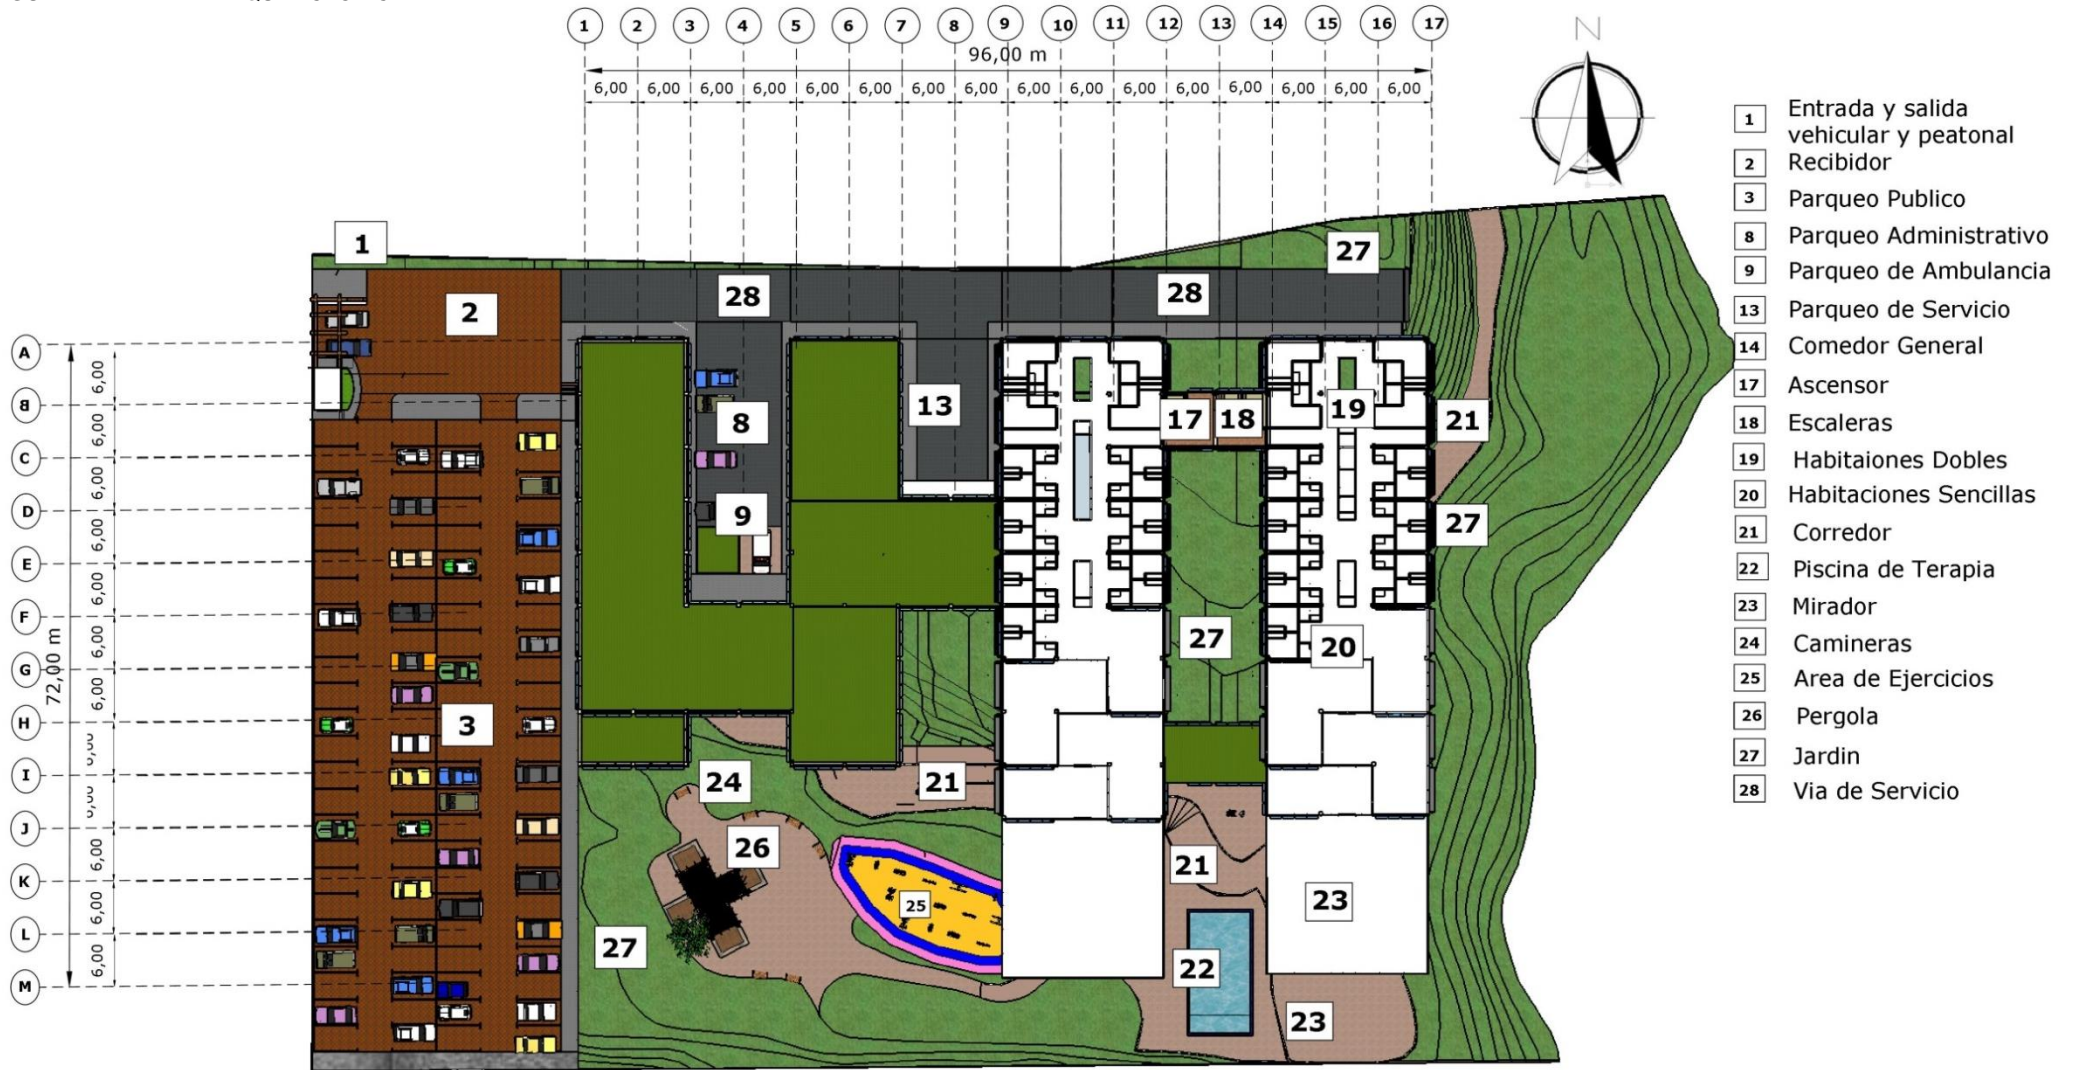 1 2 3 4 5 6 7 8 9 10 11 12 13 14 15 16 17
96,00 m
6,00 6,00 6,00 6,00 6,00 6,00 6,00 6,00 6,00 6,00 6,00 6,00 6,00 6,00 6,00 6,00
N
1 Entrada y salida
vehicular y peatonal
2 Recibidor
3 Parqueo Publico
8 Parqueo Administrativo
9 Parqueo de Ambulancia
13 Parqueo de Servicio
14 Comedor General
17 Ascensor
18 Escaleras
19 Habitaiones Dobles
20 Habitaciones Sencillas
21 Corredor
22 Piscina de Terapia
23 Mirador
24 Camineras
25 Area de Ejercicios
26 Pergola
27 Jardin
28 Via de Servicio
A
B
C
D
E
F
G
H
I
J
K
L
M
72,00 m
6,00
6,00
6,00
6,00
6,00
6,00
6,00
6,00
6,00
6,00
1
27
28
28
2
13
8
17
18
19
21
9
27
27
20
3
24
21
26
21
25
23
27
22
23